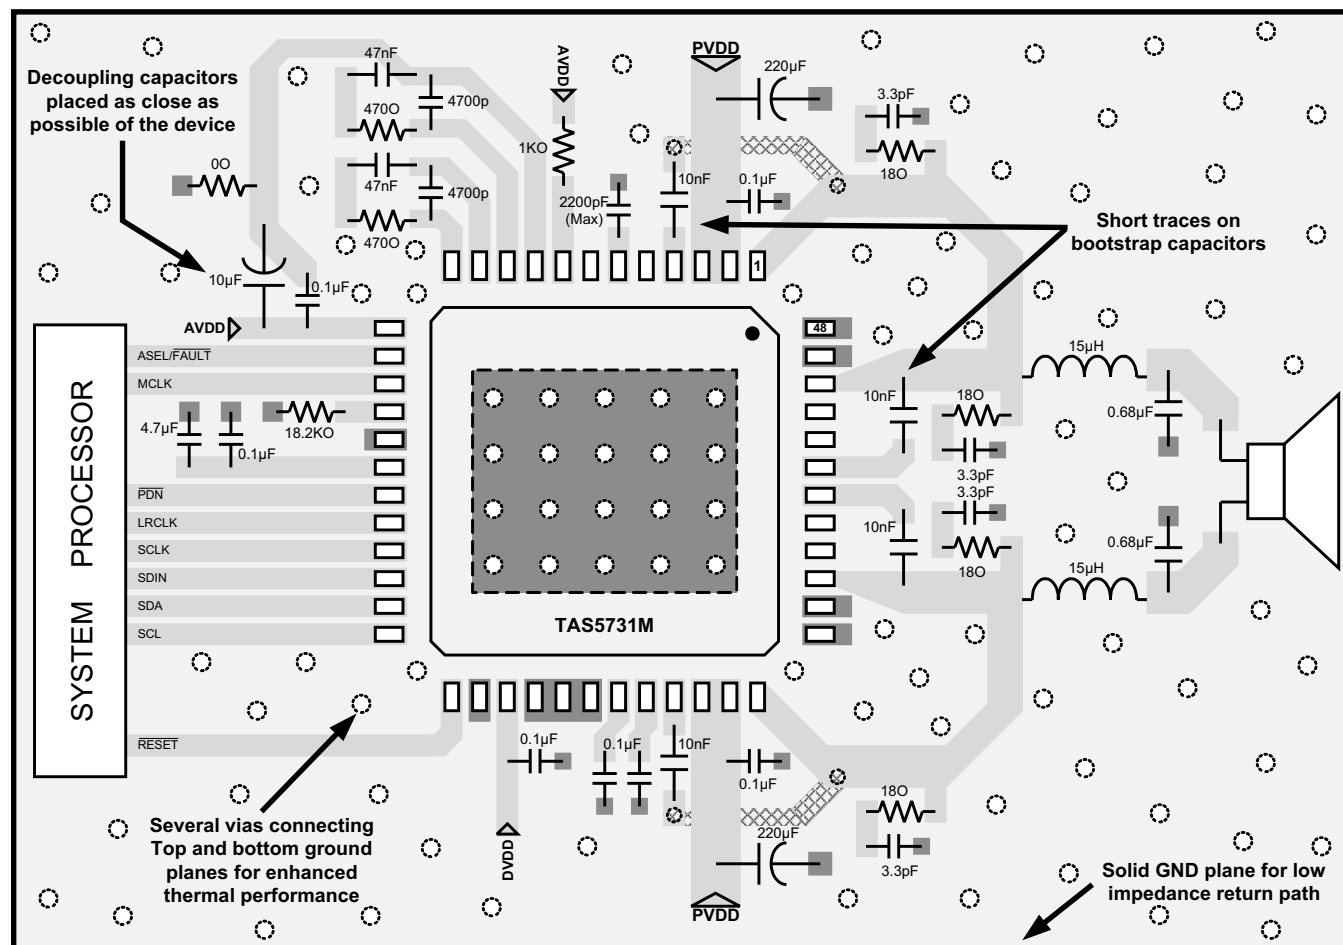 Decoupling capacitors
placed as close as
possible of the device
47nF
4700p
470O
47nF
4700p
470O
0O
AVDD
1KO
2200pF
(Max)
10nF
PVDD
220µF
0.1µF
3.3pF
18O
Short traces on
bootstrap capacitors
10µF
0.1µF
AVDD
1
48
SYSTEM PROCESSOR
ASEL/FAULT
MCLK
4.7µF
0.1µF
18.2KO
PDN
LRCLK
SCLK
SDIN
SDA
SCL
RESET
TAS5731M
10nF
18O
3.3pF
3.3pF
10nF
18O
15µH
0.68µF
0.68µF
15µH
0.1µF
0.1µF
10nF
0.1µF
220µF
18O
3.3pF
DVDD
PVDD
Several vias connecting
Top and bottom ground
planes for enhanced
thermal performance
Solid GND plane for low
impedance return path